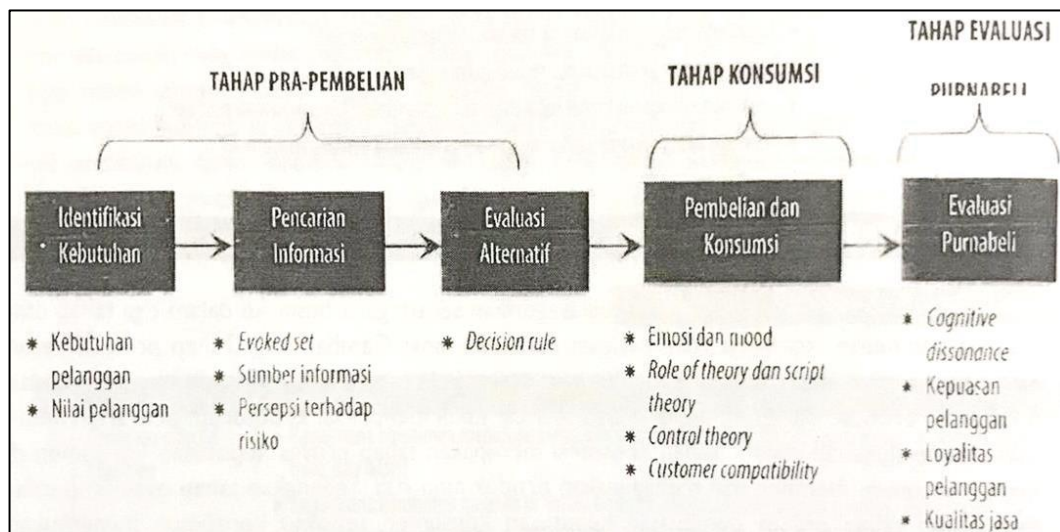 TAHAP EVALUASI
TAHAP PRA-PEMBELIAN
TAHAP KONSUMSI
PURNABELI
Identifikasi
Kebutuhan
Pencarian
Informasi
Evaluasi
Alternatif
Pembelian dan
Konsumsi
Evaluasi
Purnabeli
* Kebutuhan
pelanggan
* Nilai pelanggan
* Evoked set
* Sumber informasi
* Persepsi terhadap
risiko
* Decision rule
* Emosi dan mood
* Role of theory dan script
theory
* Control theory
* Customer compatibility
* Cognitive
dissonance
* Kepuasan
pelanggan
* Loyalitas
pelanggan
* Kualitas jasa